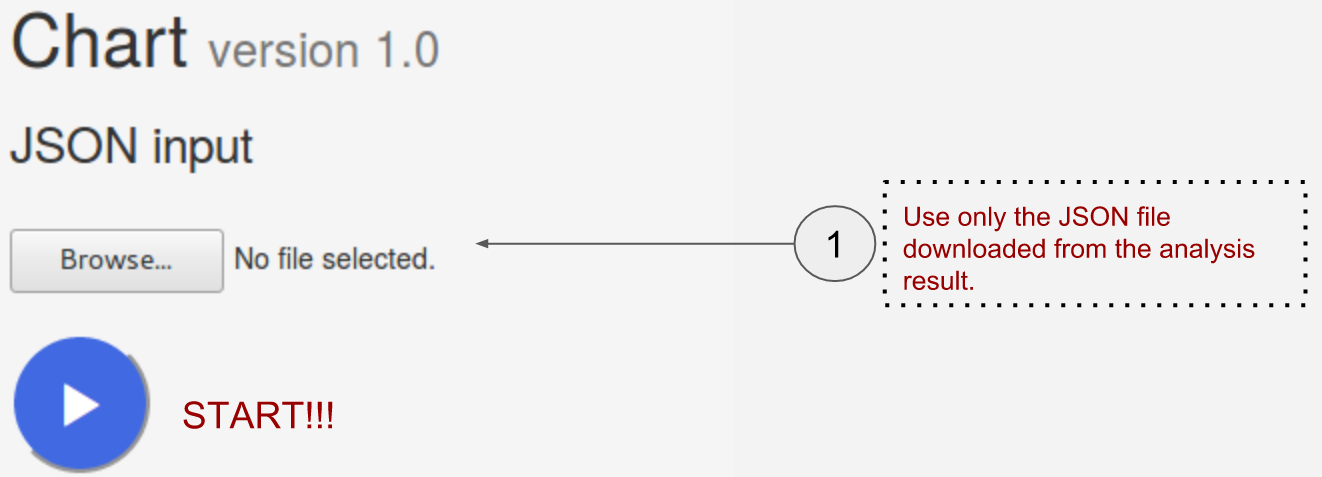 Chart version 1.0
JSON input
Browse... No file selected.
1
Use only the JSON file
downloaded from the analysis
result.
START!!!